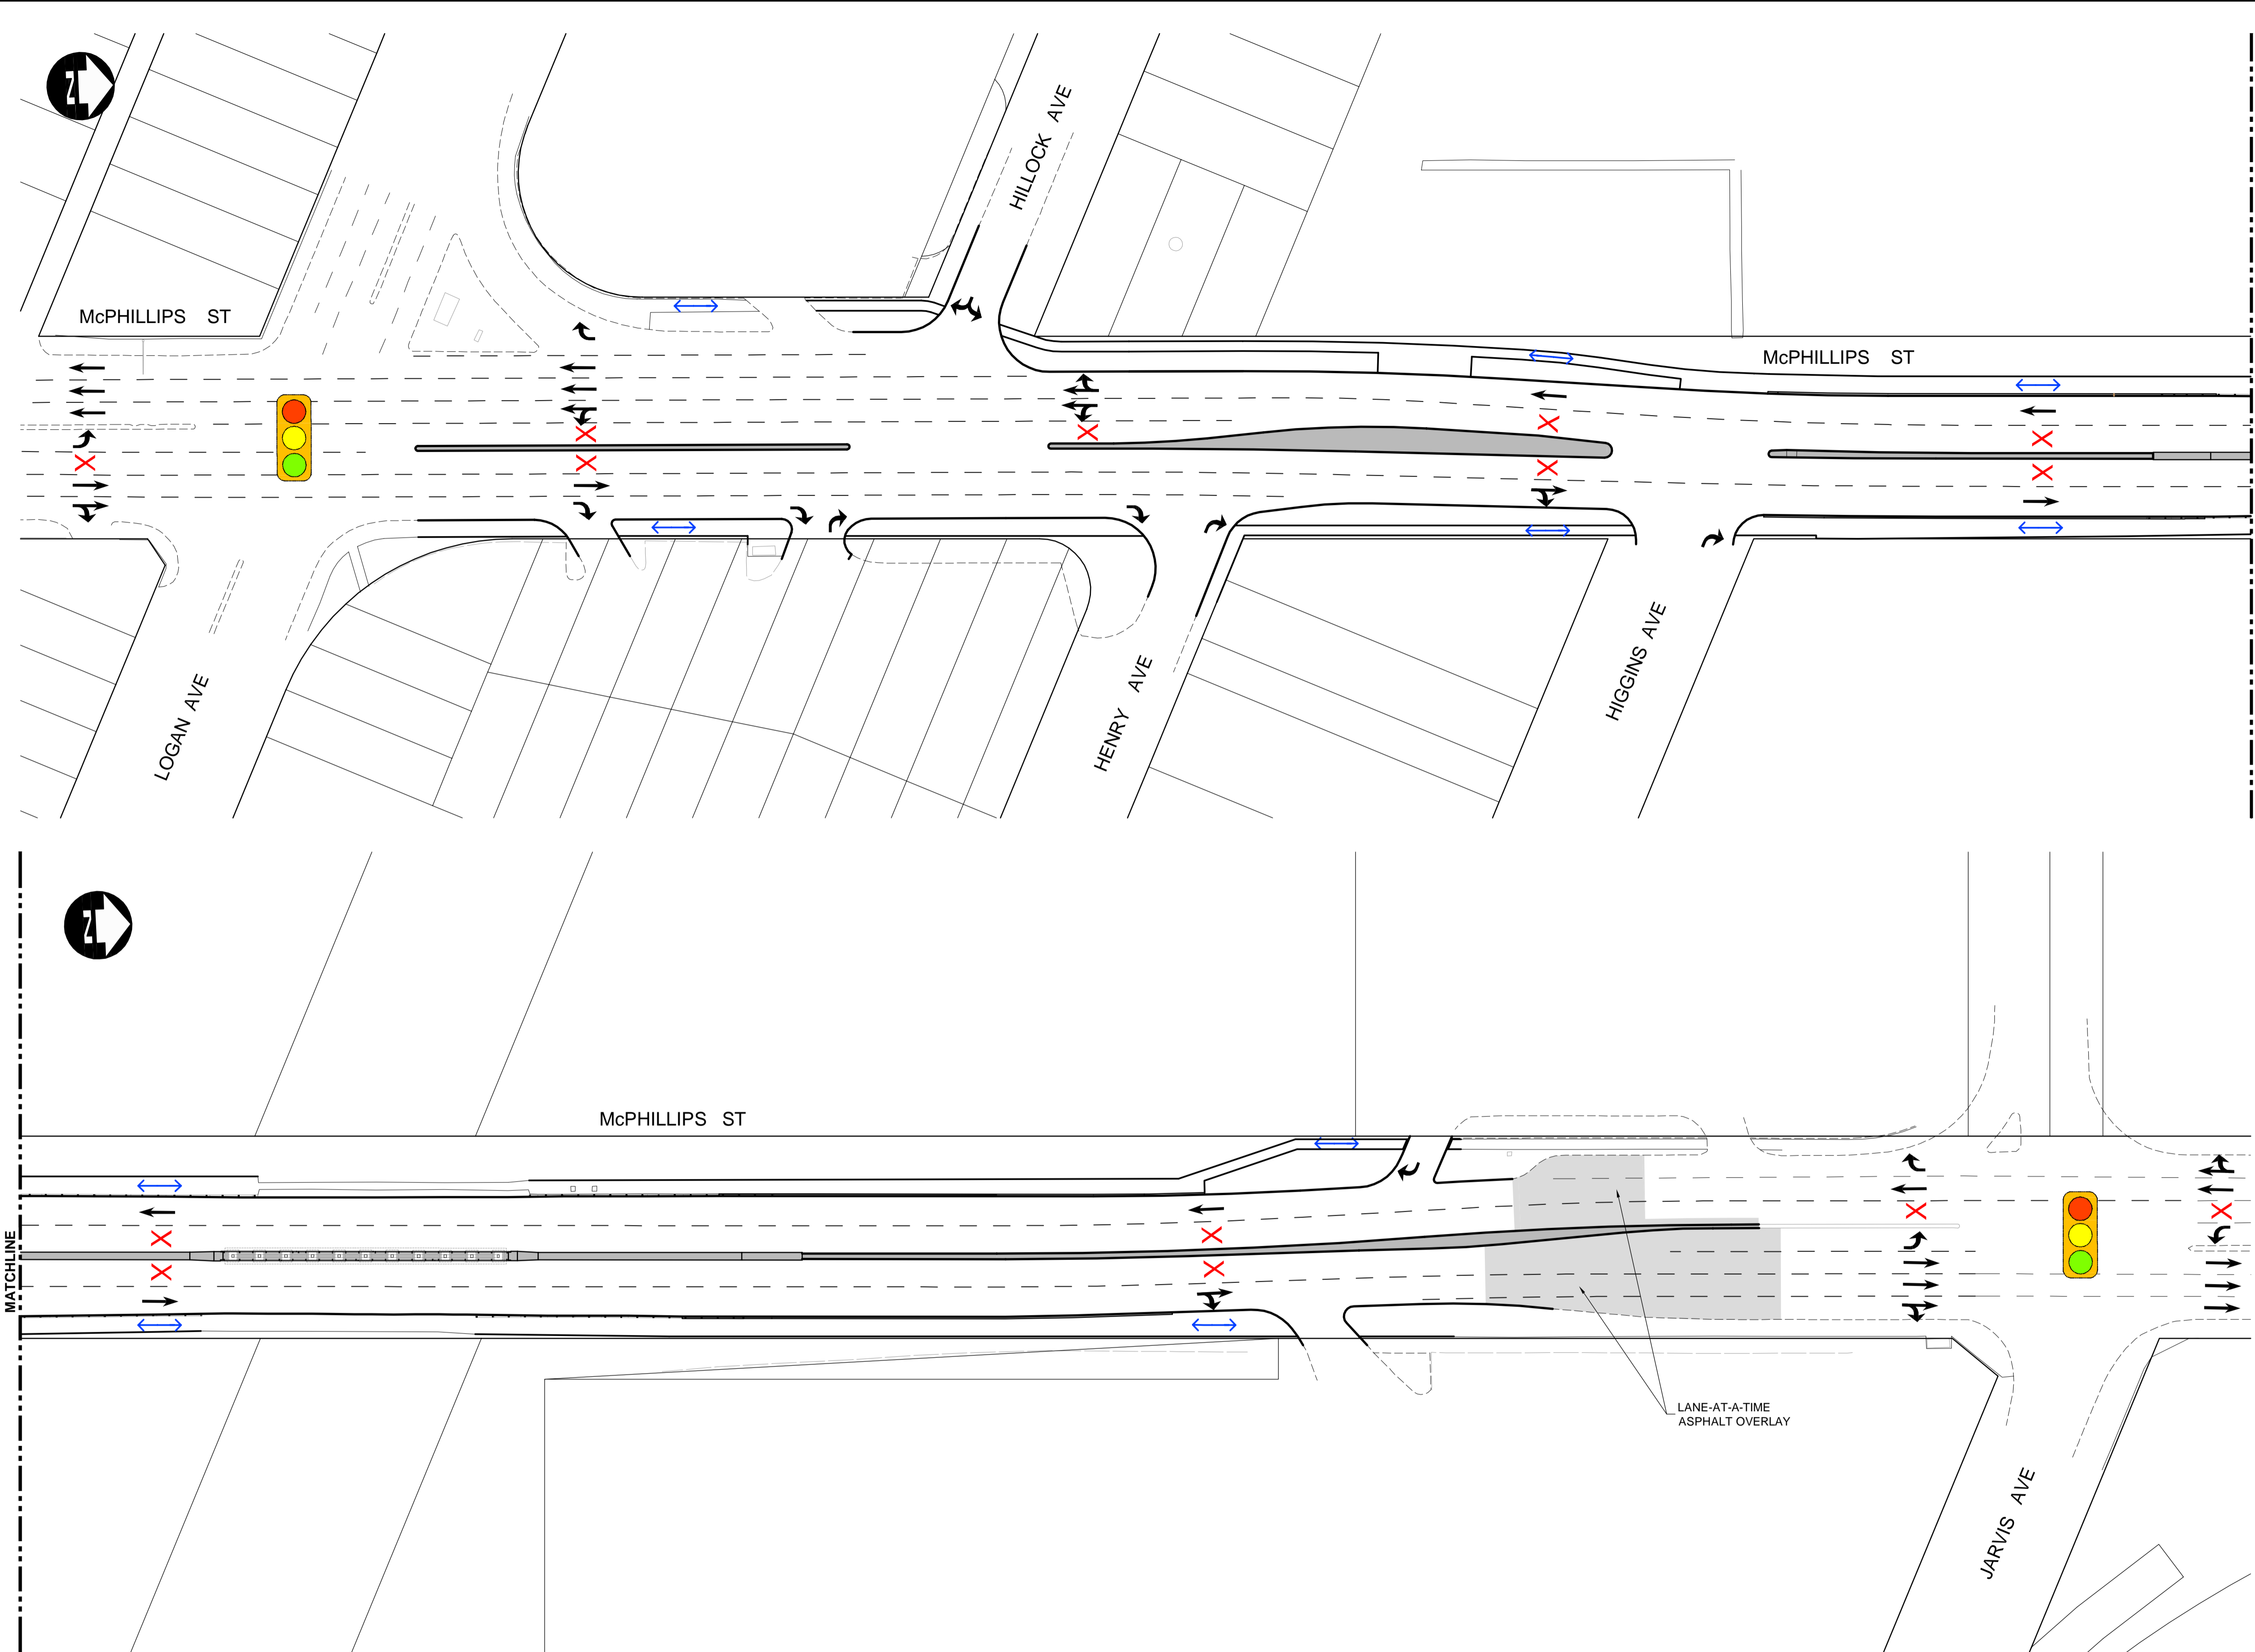 N
HILLOCK AVE
McPHILLIPS ST
McPHILLIPS ST
LOGAN AVE
HENRY AVE
HIGGINS AVE
N
McPHILLIPS ST
MATCHLINE
LANE-AT-A-TIME
ASPHALT OVERLAY
JARVIS AVE